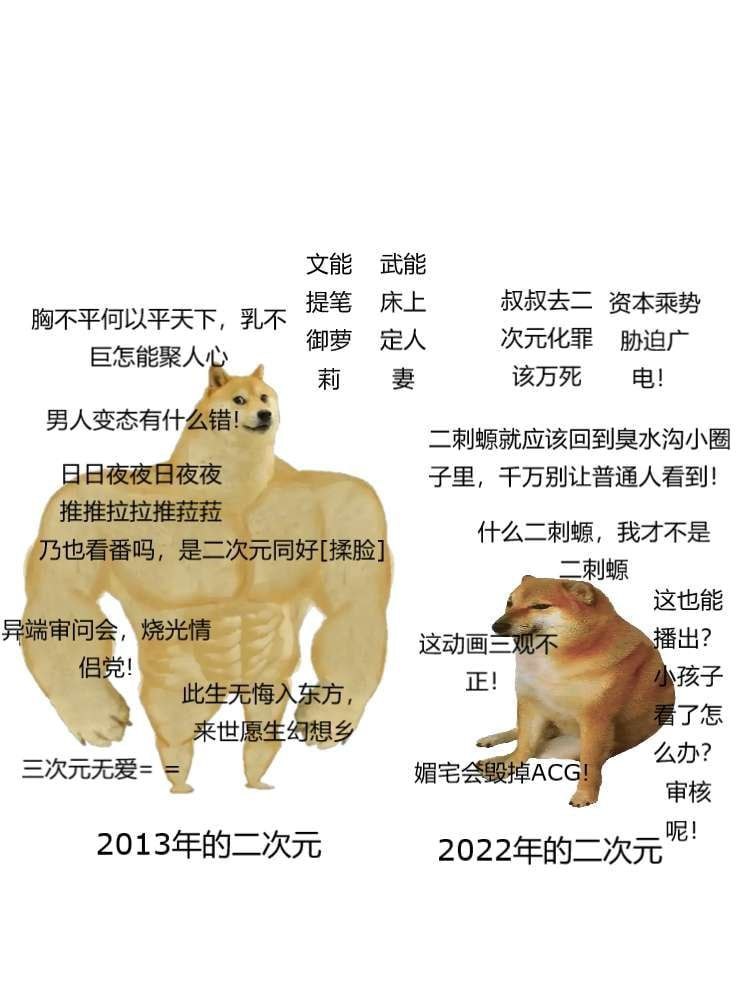 胸不平何以平天下，乳不
巨怎能聚人心
文能
提笔
御萝
莉
武能
床上
定人
妻
男人变态有什么错！
日日夜夜日夜夜
推推拉拉推菈菈
乃也看番吗，是二次元同好[揉脸]
异端审问会，烧光情
侣党！
此生无悔入东方，
来世愿生幻想乡
三次元无爱= =
2013年的二次元
叔叔去二
次元化罪
该万死
资本乘势
胁迫广
电！
二刺螈就应该回到臭水沟小圈
子里，千万别让普通人看到！
什么二刺螈，我才不是
二刺螈
这动画三观不
正！
这也能
播出？
小孩子
看了怎
么办？
审核
呢！
媚宅会毁掉ACG！
2022年的二次元